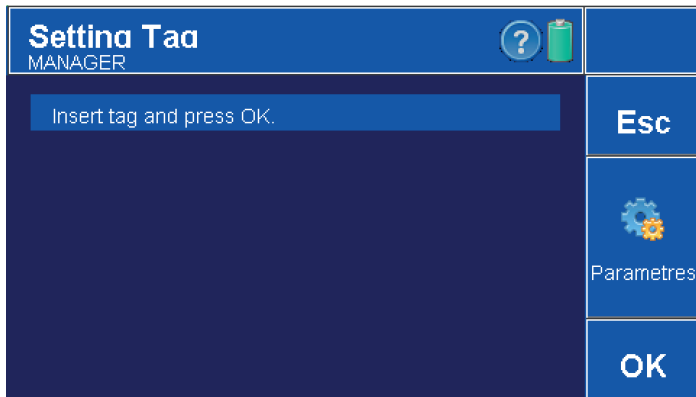 Setting Tag
MANAGER
?
Insert tag and press OK.
Esc
Parametres
OK